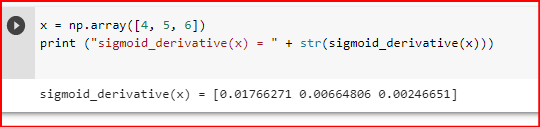 x = np.array([4, 5, 6])
print ("sigmoid_derivative(x) = " + str(sigmoid_derivative(x)))
sigmoid_derivative(x) = [0.01766271 0.00664806 0.00246651]